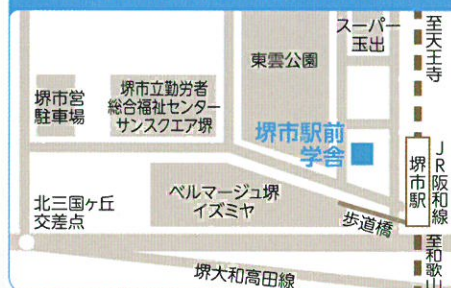 スーパー
玉出
至天王寺
東雲公園
堺市営
駐車場
堺市立勤労者
総合福祉センター
サンスクエア堺
堺市駅前
学舎
JR阪和線
堺市駅
ベルマージュ堺
イズミヤ
北三国ヶ丘
交差点
歩道橋
至和歌山
堺大和高田線